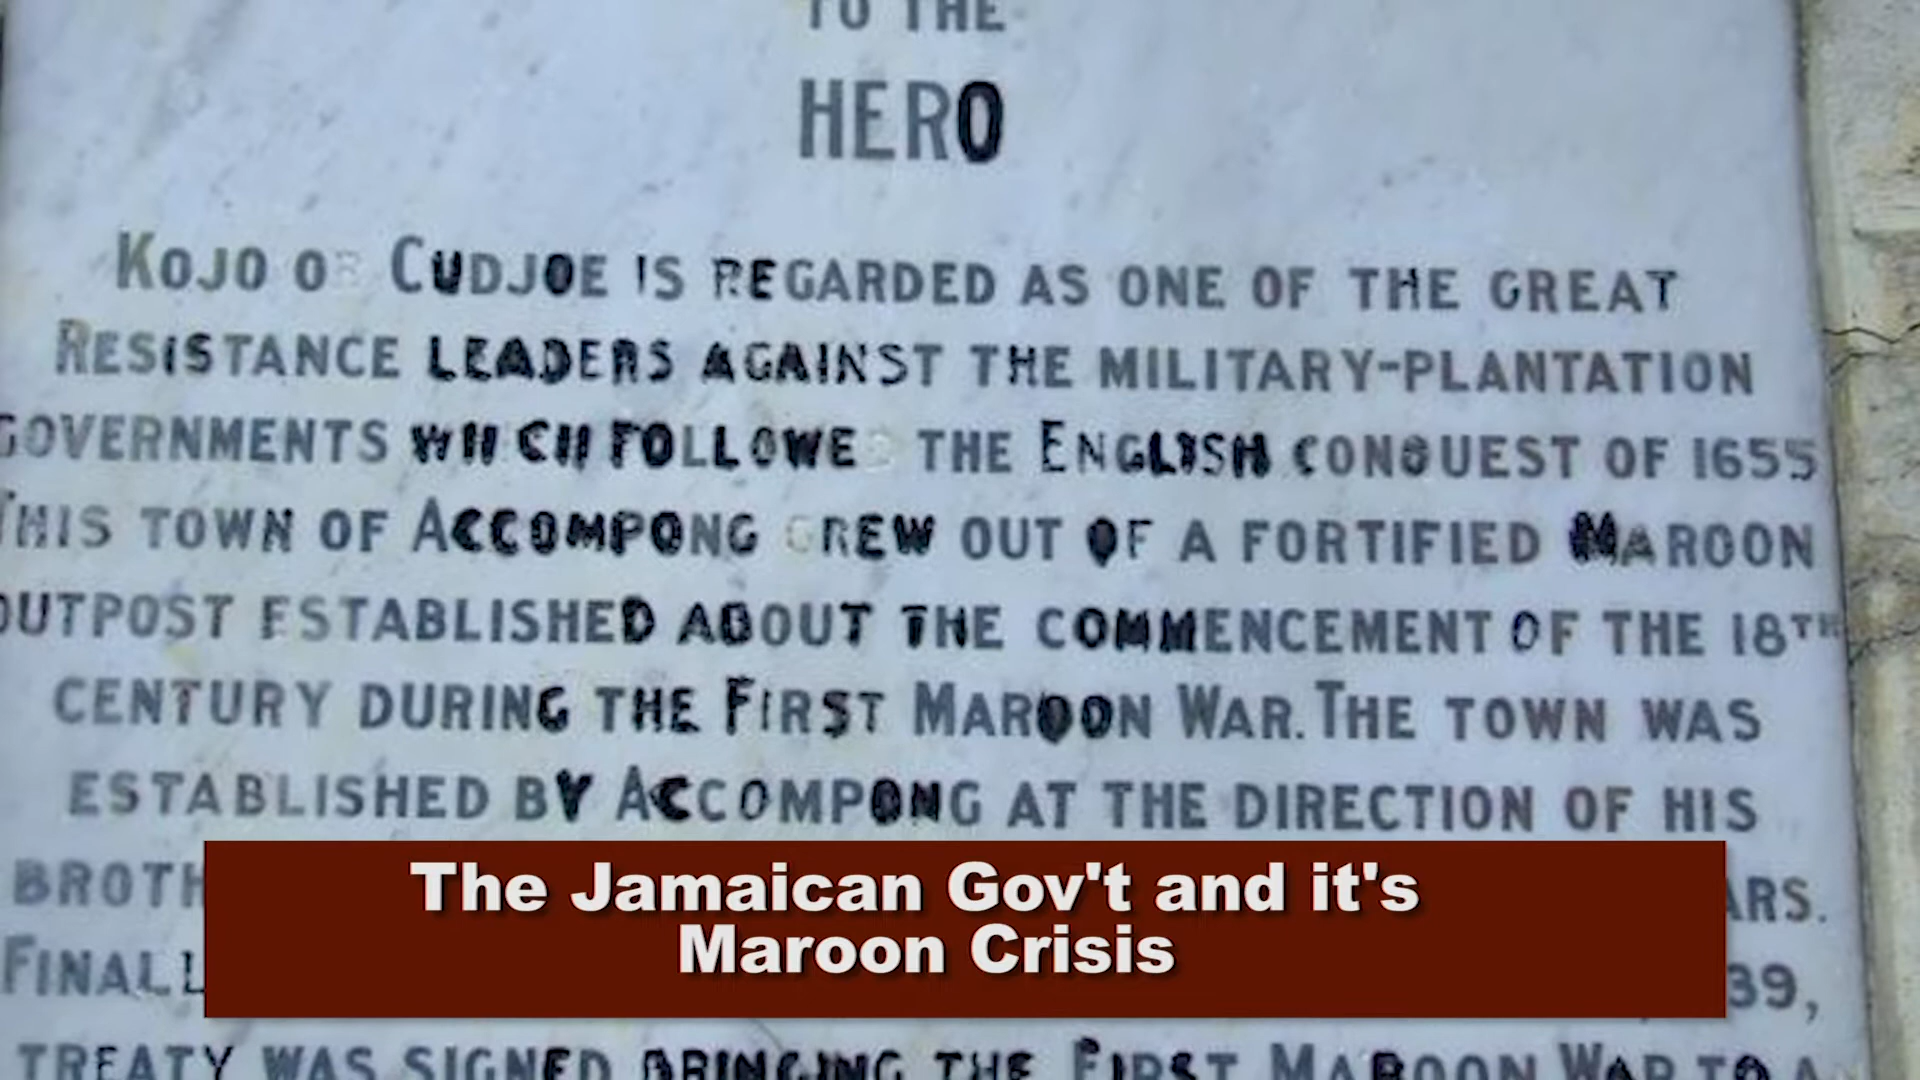 TO THE
HERO
KOJO OR CUDJOE IS REGARDED AS ONE OF THE GREAT
RESISTANCE LEADERS AGAINST THE MILITARY-PLANTATION
GOVERNMENTS WHICH FOLLOWED THE ENGLISH CONQUEST OF 1655
THIS TOWN OF ACCOMPONG GREW OUT OF A FORTIFIED MAROON
OUTPOST ESTABLISHED ABOUT THE COMMENCEMENT OF THE 18TH
CENTURY DURING THE FIRST MAROON WAR. THE TOWN WAS
ESTABLISHED BY ACCOMPONG AT THE DIRECTION OF HIS
TREATY WAS SIGNED BRINGING THE FIRST MAROON WAR TO A
The Jamaican Gov't and it's
Maroon Crisis